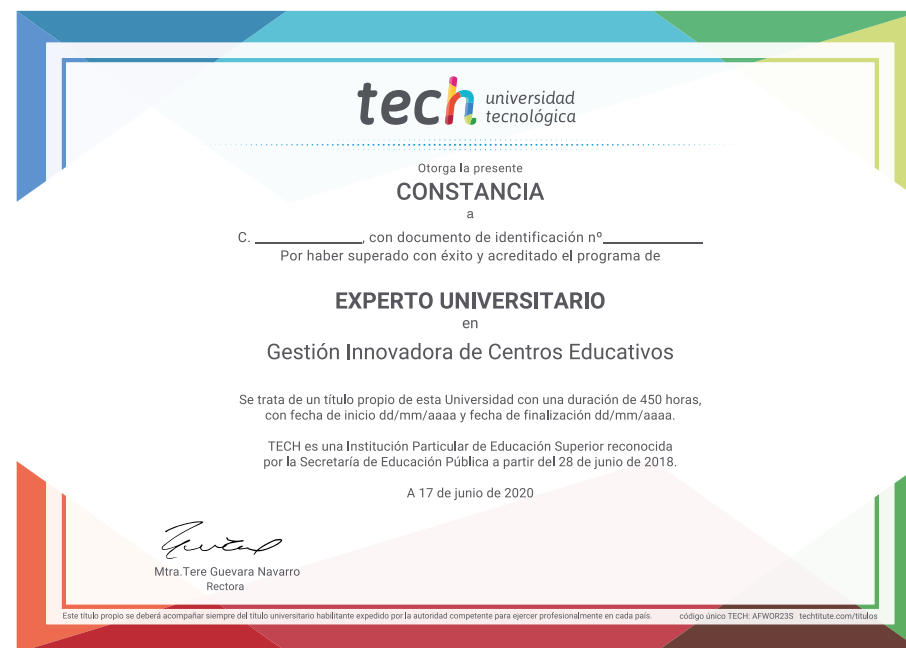 tech universidad
tecnológica
Otorga la presente
CONSTANCIA
a
C. ____________, con documento de identificación nº____________
Por haber superado con éxito y acreditado el programa de
EXPERTO UNIVERSITARIO
en
Gestión Innovadora de Centros Educativos
Se trata de un título propio de esta Universidad con una duración de 450 horas,
con fecha de inicio dd/mm/aaaa y fecha de finalización dd/mm/aaaa.
TECH es una Institución Particular de Educación Superior reconocida
por la Secretaría de Educación Pública a partir del 28 de junio de 2018.
A 17 de junio de 2020
Mtra.Tere Guevara Navarro
Rectora
Este título propio se deberá acompañar siempre del título universitario habilitante expedido por la autoridad competente para ejercer profesionalmente en cada país. código único TECH: AFWOR23S techtitute.com/titulos